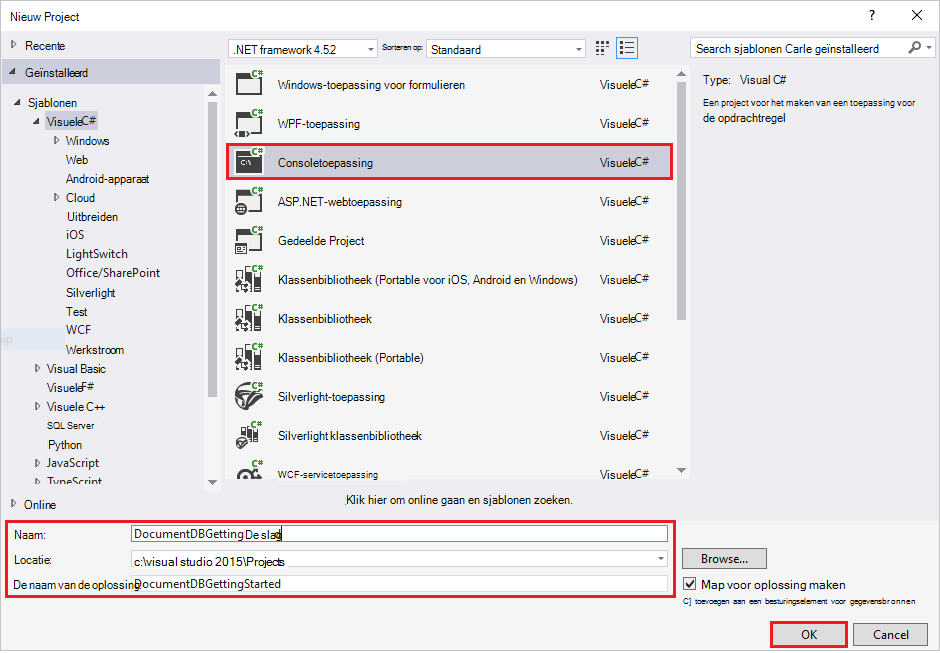 Nieuw Project
?
Recente
.NET framework 4.5.2
Sorteren op:
Standaard
Search sjablonen Carle geïnstalleerd
Geïnstalleerd
Sjablonen
VisueleC#
Windows
Web
Android-apparaat
Cloud
Uitbreiden
iOS
LightSwitch
Office/SharePoint
Silverlight
Test
WCF
Werkstroom
Visual Basic
VisueleF#
Visuele C++
SQL Server
Python
JavaScript
TypeScript
Online
Windows-toepassing voor formulieren VisueleC#
WPF-toepassing VisueleC#
Consoletoepassing VisueleC#
ASP.NET-webtoepassing VisueleC#
Gedeelde Project VisueleC#
Klassenbibliotheek (Portable voor iOS, Android en Windows) VisueleC#
Klassenbibliotheek VisueleC#
Klassenbibliotheek (Portable) VisueleC#
Silverlight-toepassing VisueleC#
Silverlight klassenbibliotheek VisueleC#
WCF-servicetoepassing VisueleC#
Klik hier om online gaan en sjablonen zoeken.
Type: Visual C#
Een project voor het maken van een toepassing voor
de opdrachtregel
Naam: DocumentDBGetting De slag
Locatie: c:\visual studio 2015\Projects
De naam van de oplossing: DocumentDBGettingStarted
Browse...
Map voor oplossing maken
C] toevoegen aan een besturingselement voor gegevensbronnen
OK
Cancel